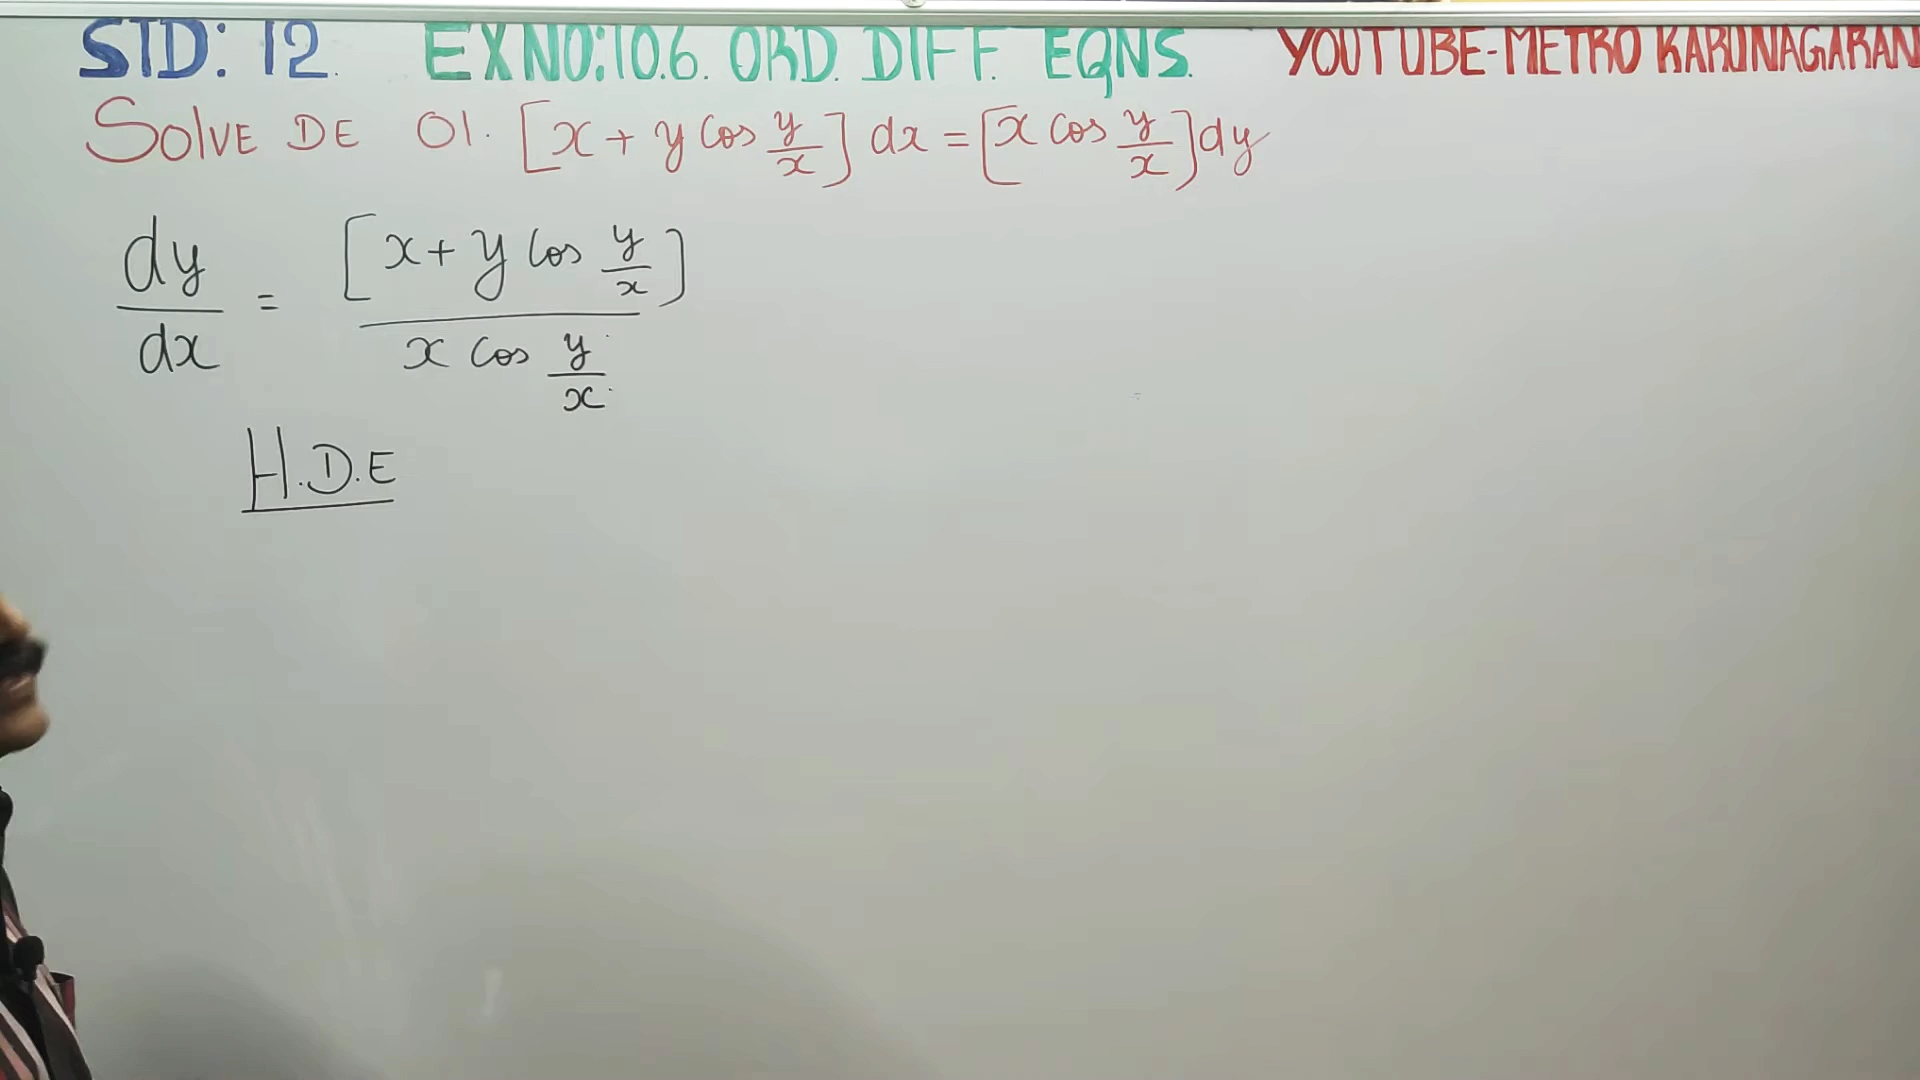 STD: 12. EXNO:10.6. ORD. DIFF. EQNS. YOUTUBE-METRO KARUNAGARAN
SOLVE DE 01. [x + y cos y/x] dx = [x cos y/x] dy
dy/dx = [x + y cos y/x] / x cos y/x
H.D.E